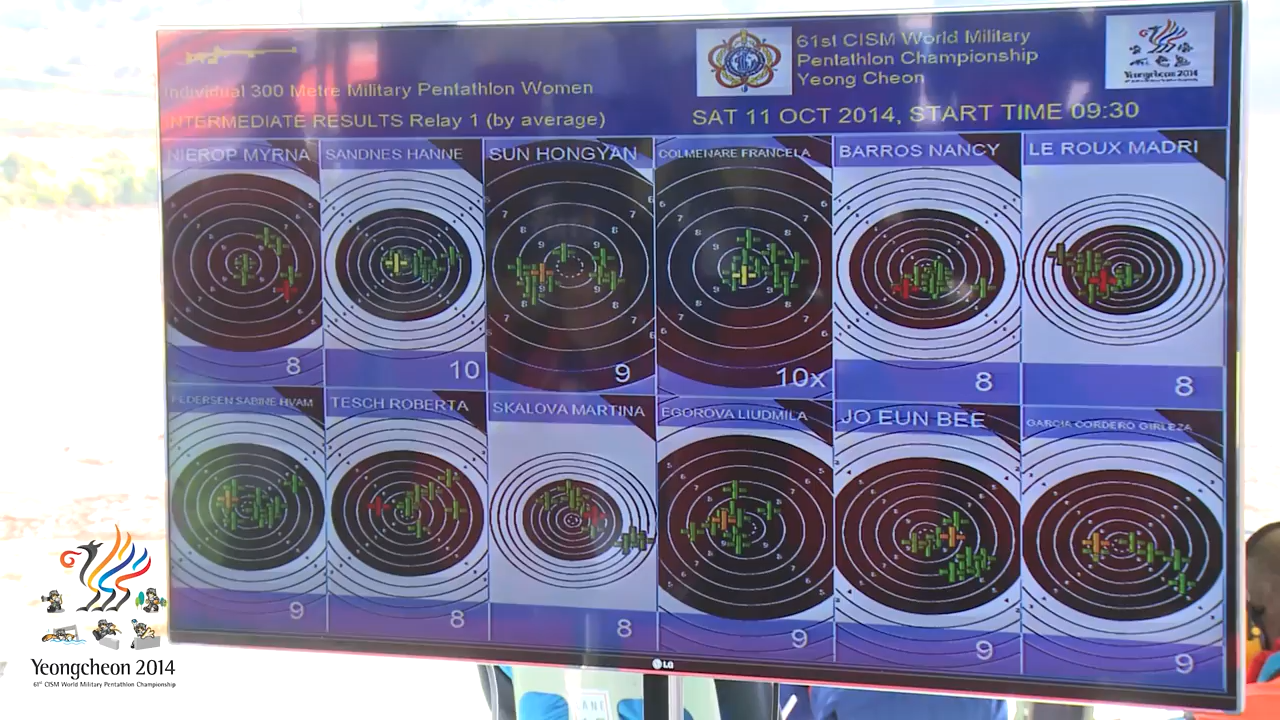 61st CISM World Military
Pentathlon Championship
Yeong Cheon
Yeongcheon 2014
Individual 300 Metre Military Pentathlon Women
INTERMEDIATE RESULTS Relay 1 (by average)
SAT 11 OCT 2014, START TIME 09:30
NIEROP MYRNA
SANDNES HANNE
SUN HONGYAN
COLMENARE FRANCELA
BARROS NANCY
LE ROUX MADRI
8
10
9
10x
8
8
PEDERSEN SABINE HVAM
TESCH ROBERTA
SKALOVA MARTINA
EGOROVA LIUDMILA
JO EUN BEE
GARCIA CORDERO GIRLEZA
9
8
8
9
9
9
LG
Yeongcheon 2014
61st CISM World Military Pentathlon Championship